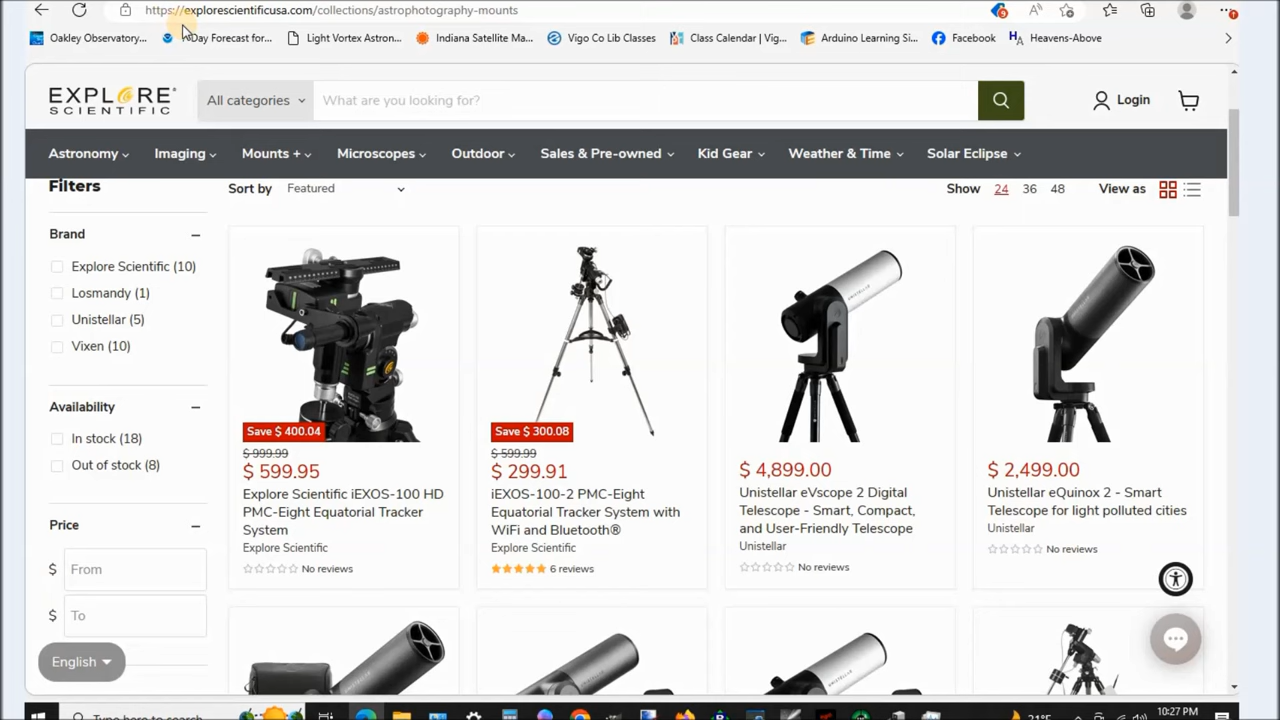 https://explorescientificusa.com/collections/astrophotography-mounts
Oakley Observatory...
Day Forecast for...
Light Vortex Astron...
Indiana Satellite Ma...
Vigo Co Lib Classes
Class Calendar | Vig...
Arduino Learning Si...
Facebook
Heavens-Above
EXPLORE
SCIENTIFIC
All categories
What are you looking for?
Login
Astronomy
Imaging
Mounts +
Microscopes
Outdoor
Sales & Pre-owned
Kid Gear
Weather & Time
Solar Eclipse
Filters
Sort by Featured
Show 24 36 48
View as
Brand
Explore Scientific (10)
Losmandy (1)
Unistellar (5)
Vixen (10)
Availability
In stock (18)
Out of stock (8)
Price
$ From
$ To
English
Save $ 400.04
$ 999.99
$ 599.95
Explore Scientific iEXOS-100 HD
PMC-Eight Equatorial Tracker
System
Explore Scientific
No reviews
Save $ 300.08
$ 599.99
$ 299.91
iEXOS-100-2 PMC-Eight
Equatorial Tracker System with
WiFi and Bluetooth®
Explore Scientific
6 reviews
UNISTELLAR
$ 4,899.00
Unistellar eVscope 2 Digital
Telescope - Smart, Compact,
and User-Friendly Telescope
Unistellar
No reviews
UNISTELLAR
$ 2,499.00
Unistellar eQuinox 2 - Smart
Telescope for light polluted cities
Unistellar
No reviews
Type here to search
31°F
10:27 PM